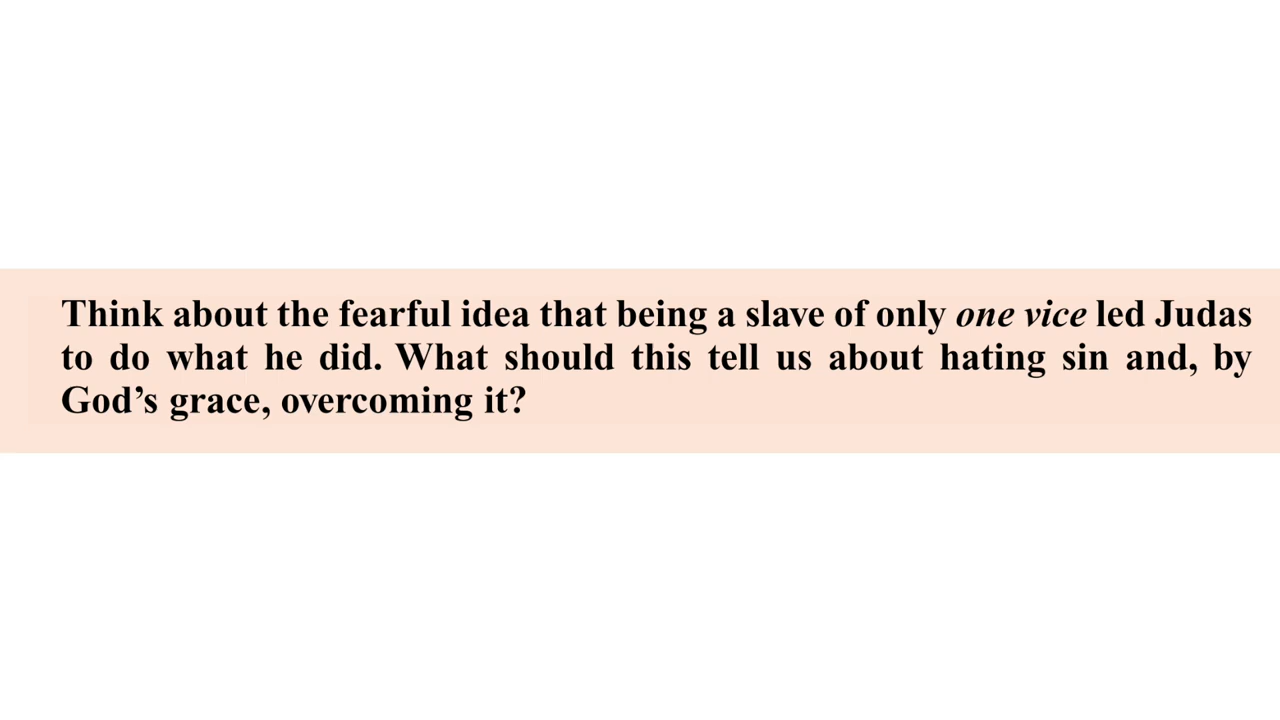 Think about the fearful idea that being a slave of only one vice led Judas
to do what he did. What should this tell us about hating sin and, by
God’s grace, overcoming it?